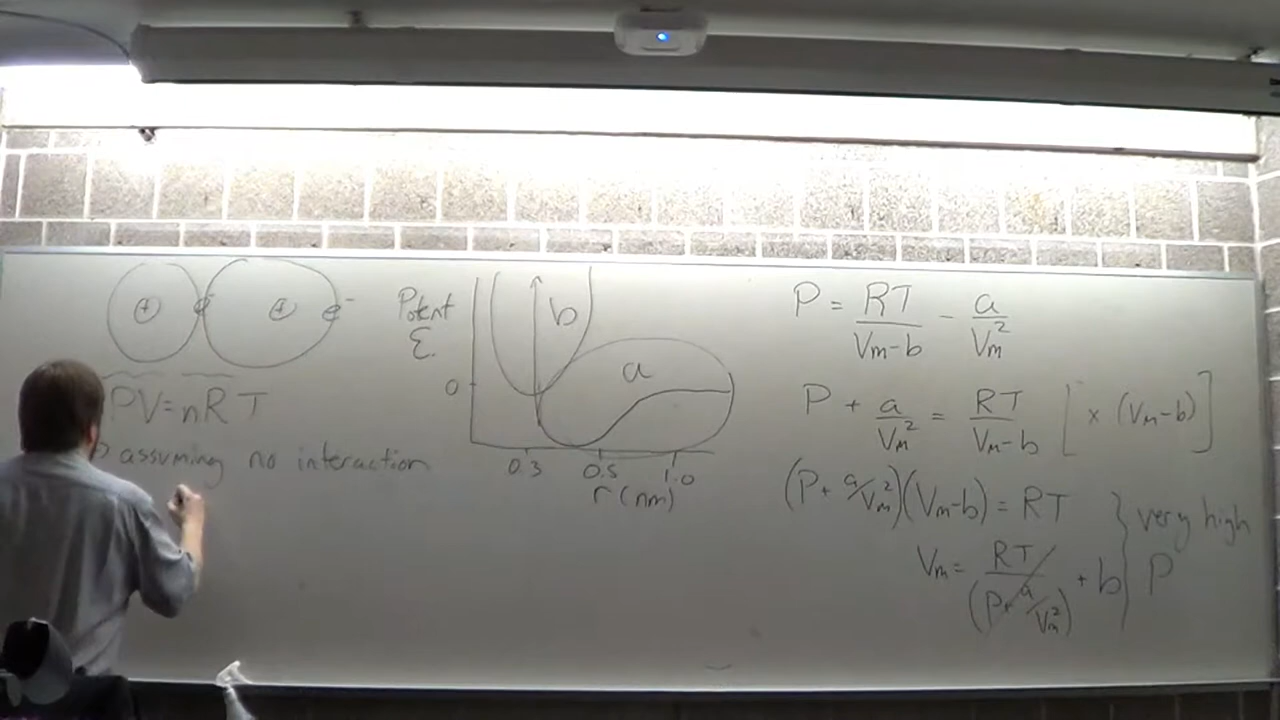 + e⁻ + e⁻
PV = nRT
assuming no interaction
Potent
ε
0
b
a
0.3 0.5 1.0
r (nm)
P = RT/(Vm-b) - a/Vm²
P + a/Vm² = RT/(Vm-b) [× (Vm-b)]
(P + a/Vm²)(Vm-b) = RT
Vm = RT/(P+a/Vm²) + b
} very high
P